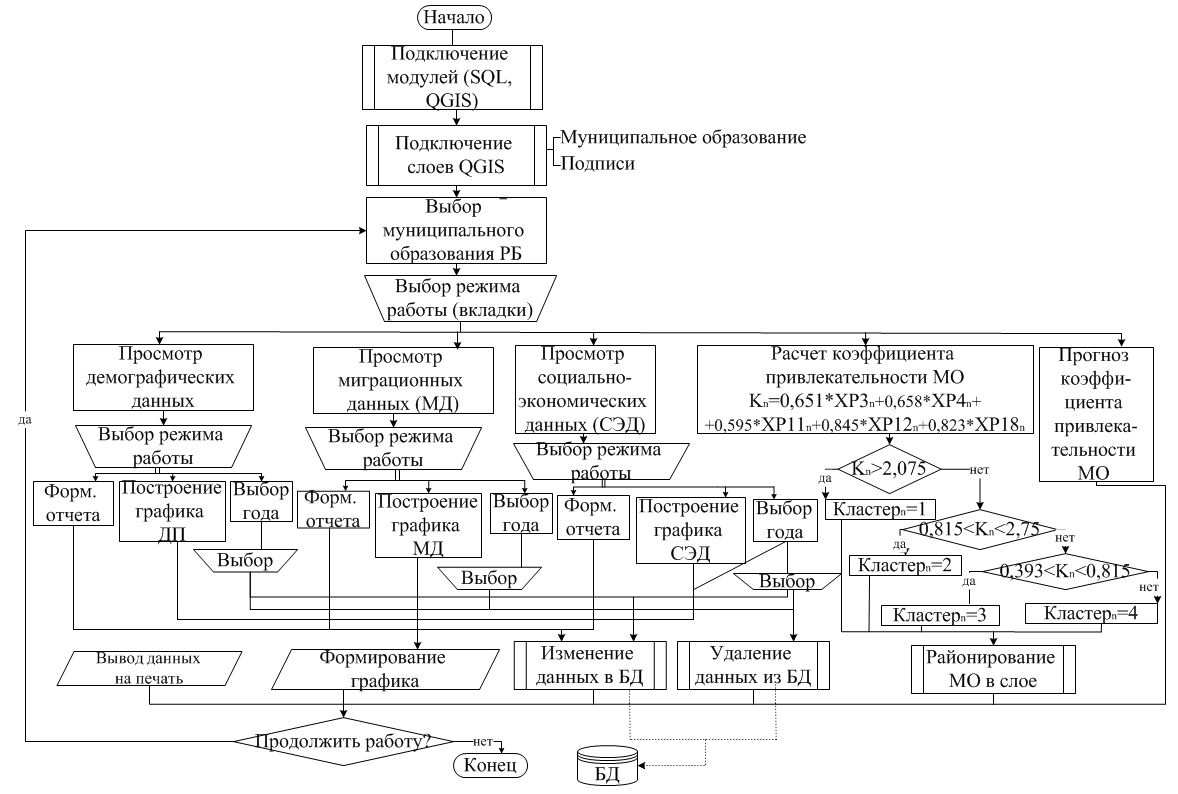 Начало
Подключение
модулей (SQL,
QGIS)
Подключение
слоев QGIS
Муниципальное образование
Подписи
Выбор
муниципального
образования РБ
Выбор режима
работы (вкладки)
Просмотр
демографических
данных
Просмотр
миграционных
данных (МД)
Просмотр
социально-
экономических
данных (СЭД)
Расчет коэффициента
привлекательности МО
Kₙ=0,651*XP3ₙ+0,658*XP4ₙ+
+0,595*XP11ₙ+0,845*XP12ₙ+0,823*XP18ₙ
Прогноз
коэффи-
циента
привлека-
тельности
МО
да
Выбор режима
работы
Выбор режима
работы
Выбор режима
работы
Kₙ>2,075
да
нет
Форм.
отчета
Построение
графика
ДП
Выбор
года
Форм.
отчета
Построение
графика
МД
Выбор
года
Форм.
отчета
Построение
графика
СЭД
Выбор
года
Кластерₙ=1
0,815<Kₙ<2,75
да
нет
Выбор
Выбор
Выбор
Кластерₙ=2
0,393<Kₙ<0,815
да
нет
Кластерₙ=3
Кластерₙ=4
Вывод данных
на печать
Формирование
графика
Изменение
данных в БД
Удаление
данных из БД
Районирование
МО в слое
Продолжить работу?
нет
Конец
БД